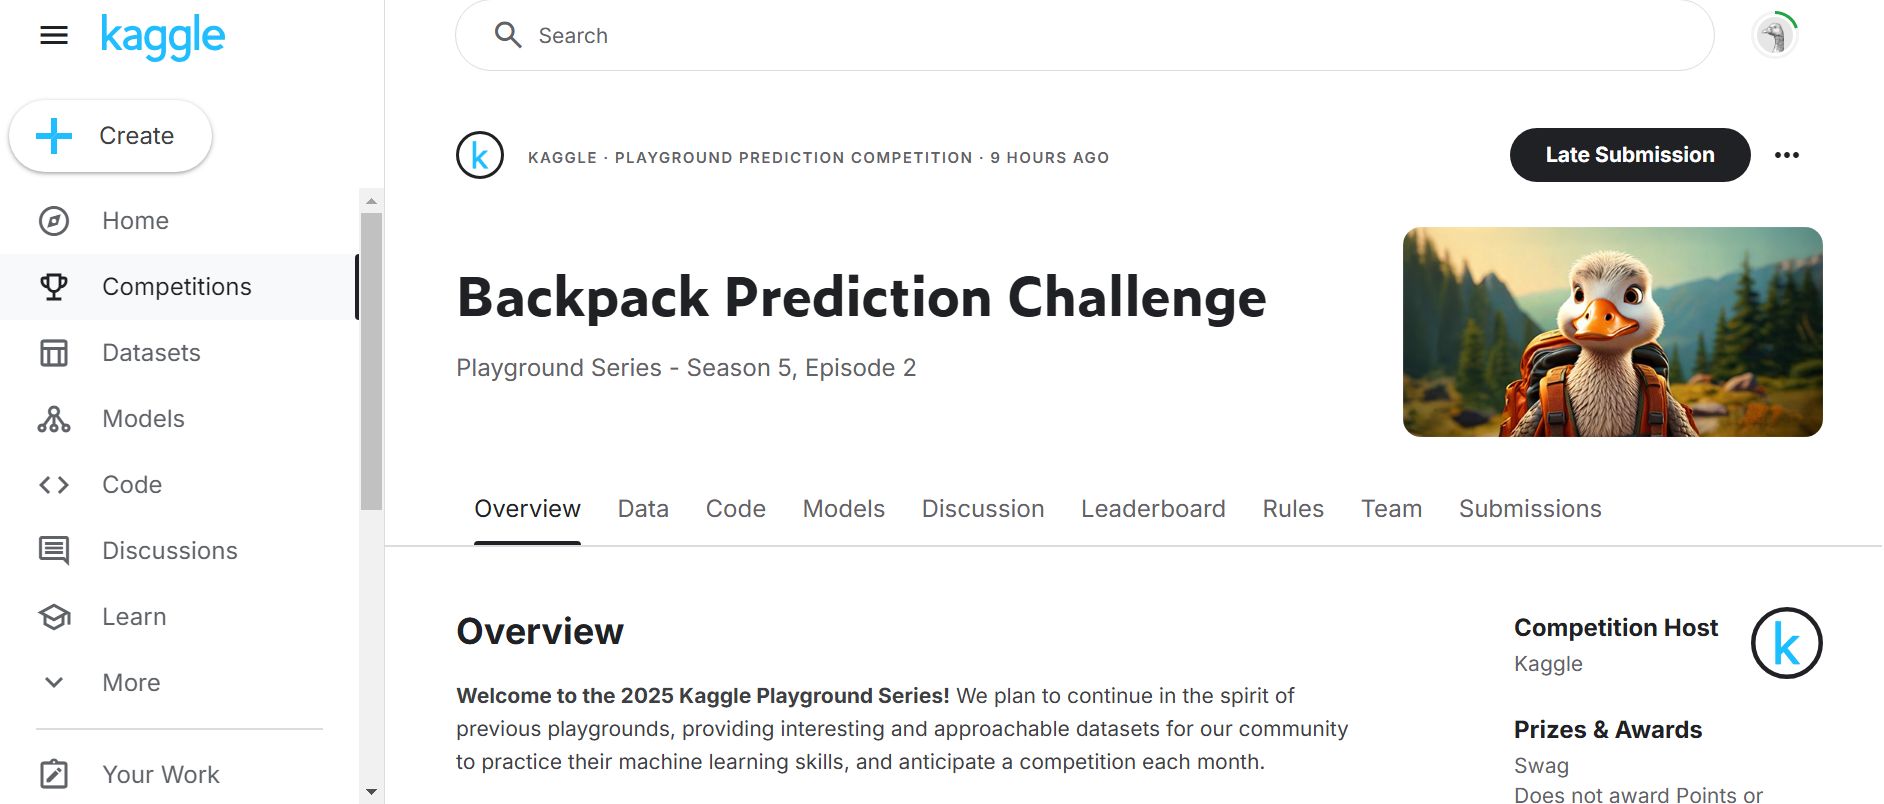 kaggle
Search
Create
Home
Competitions
Datasets
Models
Code
Discussions
Learn
More
Your Work
k
KAGGLE · PLAYGROUND PREDICTION COMPETITION · 9 HOURS AGO
Late Submission
Backpack Prediction Challenge
Playground Series - Season 5, Episode 2
Overview Data Code Models Discussion Leaderboard Rules Team Submissions
Overview
Welcome to the 2025 Kaggle Playground Series! We plan to continue in the spirit of
previous playgrounds, providing interesting and approachable datasets for our community
to practice their machine learning skills, and anticipate a competition each month.
Competition Host
Kaggle
k
Prizes & Awards
Swag
Does not award Points or